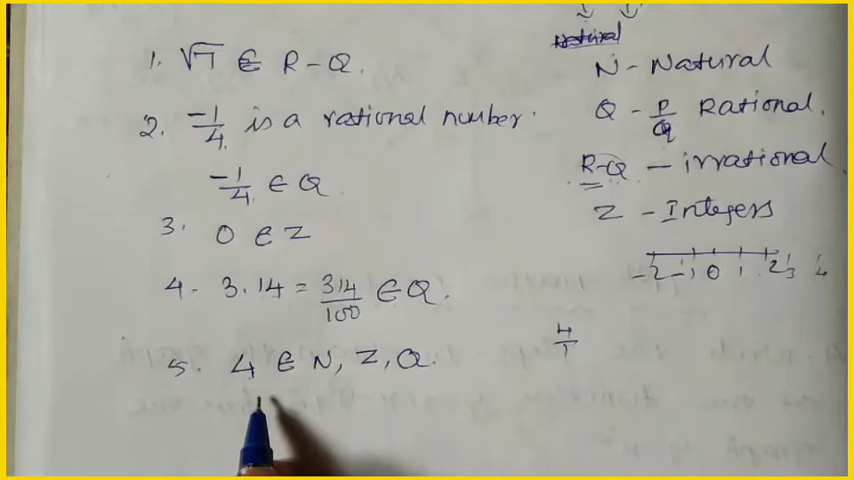 1. √7 ∈ R-Q.
2. -1/4 is a rational number.
-1/4 ∈ Q
3. 0 ∈ Z
4. 3.14 = 314/100 ∈ Q.
5. 4 ∈ N, Z, Q.
Natural
N - Natural
Q - P/Q Rational.
R-Q - irrational
Z - Integers
-2 -1 0 1 2 3 4
4/1